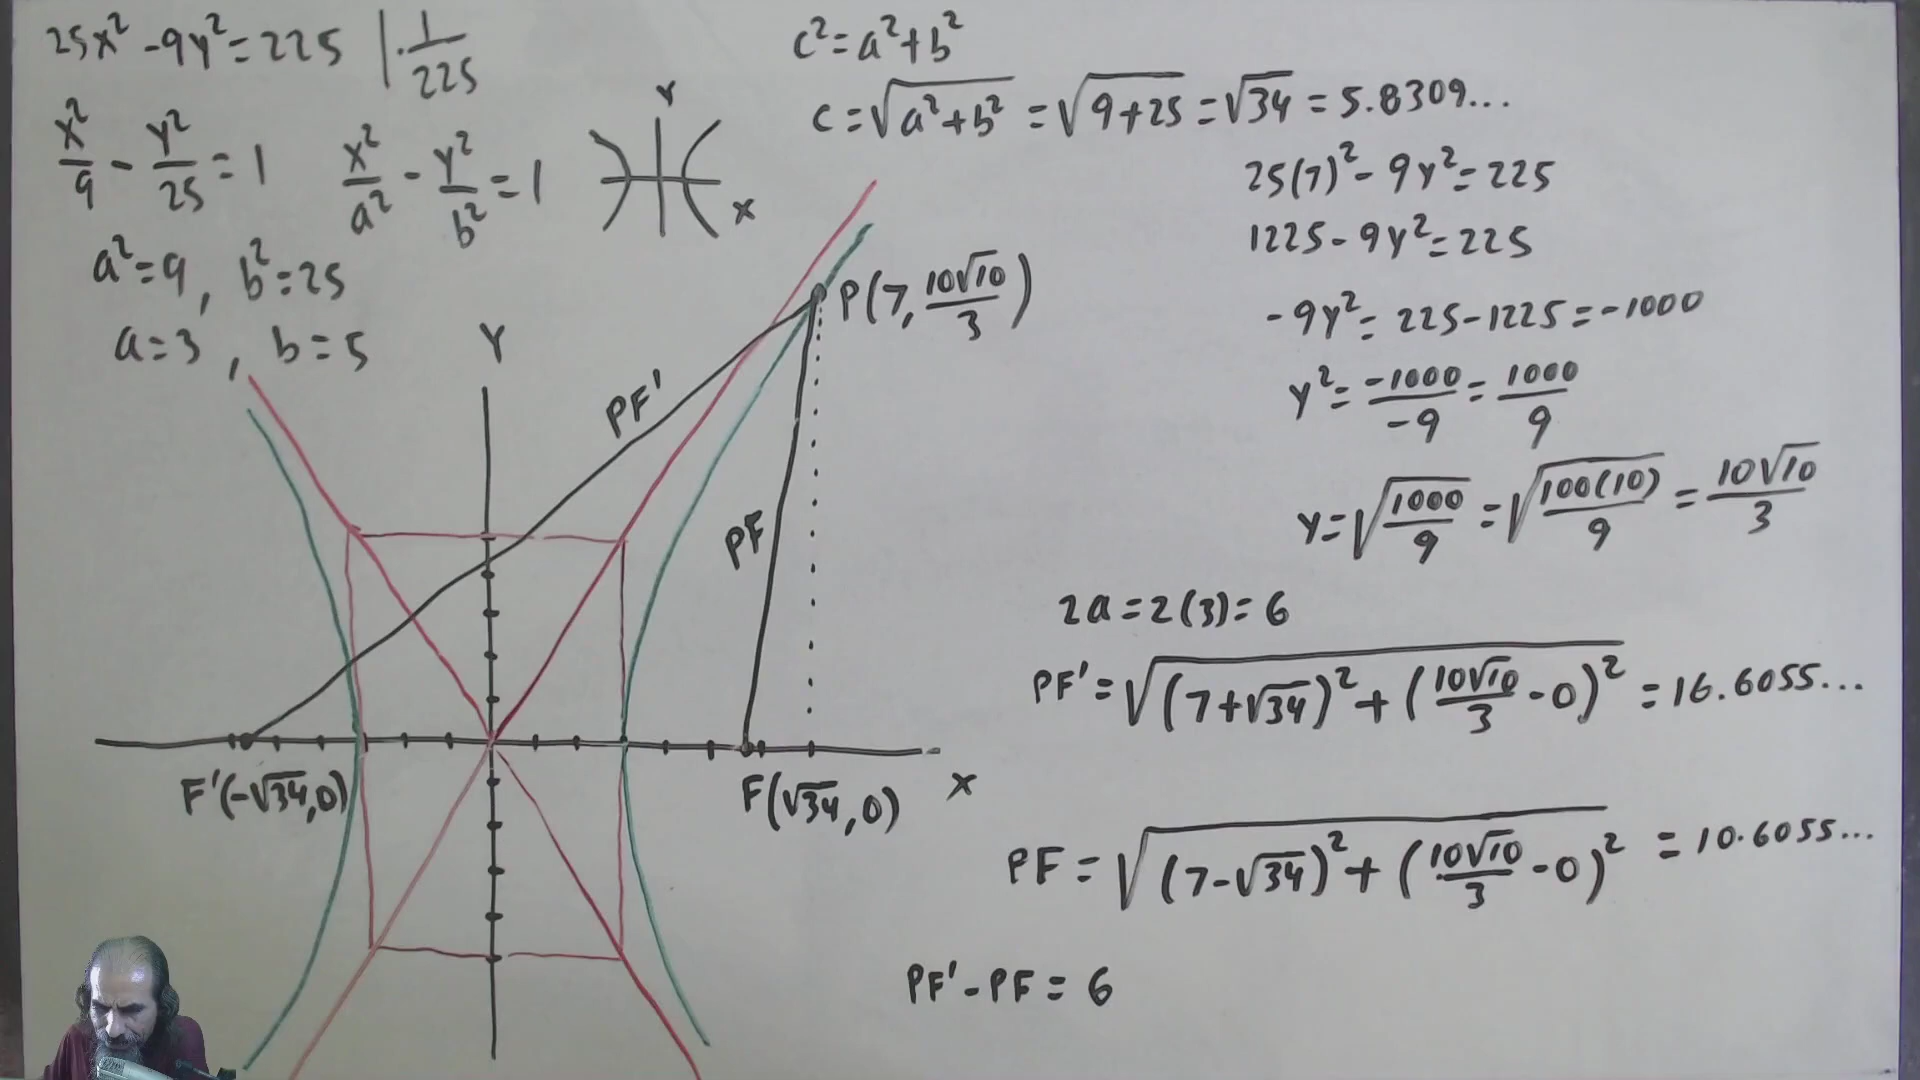 25x² - 9y² = 225 | · 1/225
x²/9 - y²/25 = 1
x²/a² - y²/b² = 1
a² = 9 , b² = 25
a = 3 , b = 5
Y
X
c² = a² + b²
c = √(a² + b²) = √(9+25) = √34 = 5.8309...
25(7)² - 9y² = 225
1225 - 9y² = 225
-9y² = 225 - 1225 = -1000
y² = -1000/-9 = 1000/9
y = √(1000/9) = √(100(10)/9) = 10√10/3
Y
P(7, 10√10/3)
PF'
PF
F'(-√34, 0)
F(√34, 0)
X
2a = 2(3) = 6
PF' = √((7+√34)² + (10√10/3 - 0)²) = 16.6055...
PF = √((7-√34)² + (10√10/3 - 0)²) = 10.6055...
PF' - PF = 6